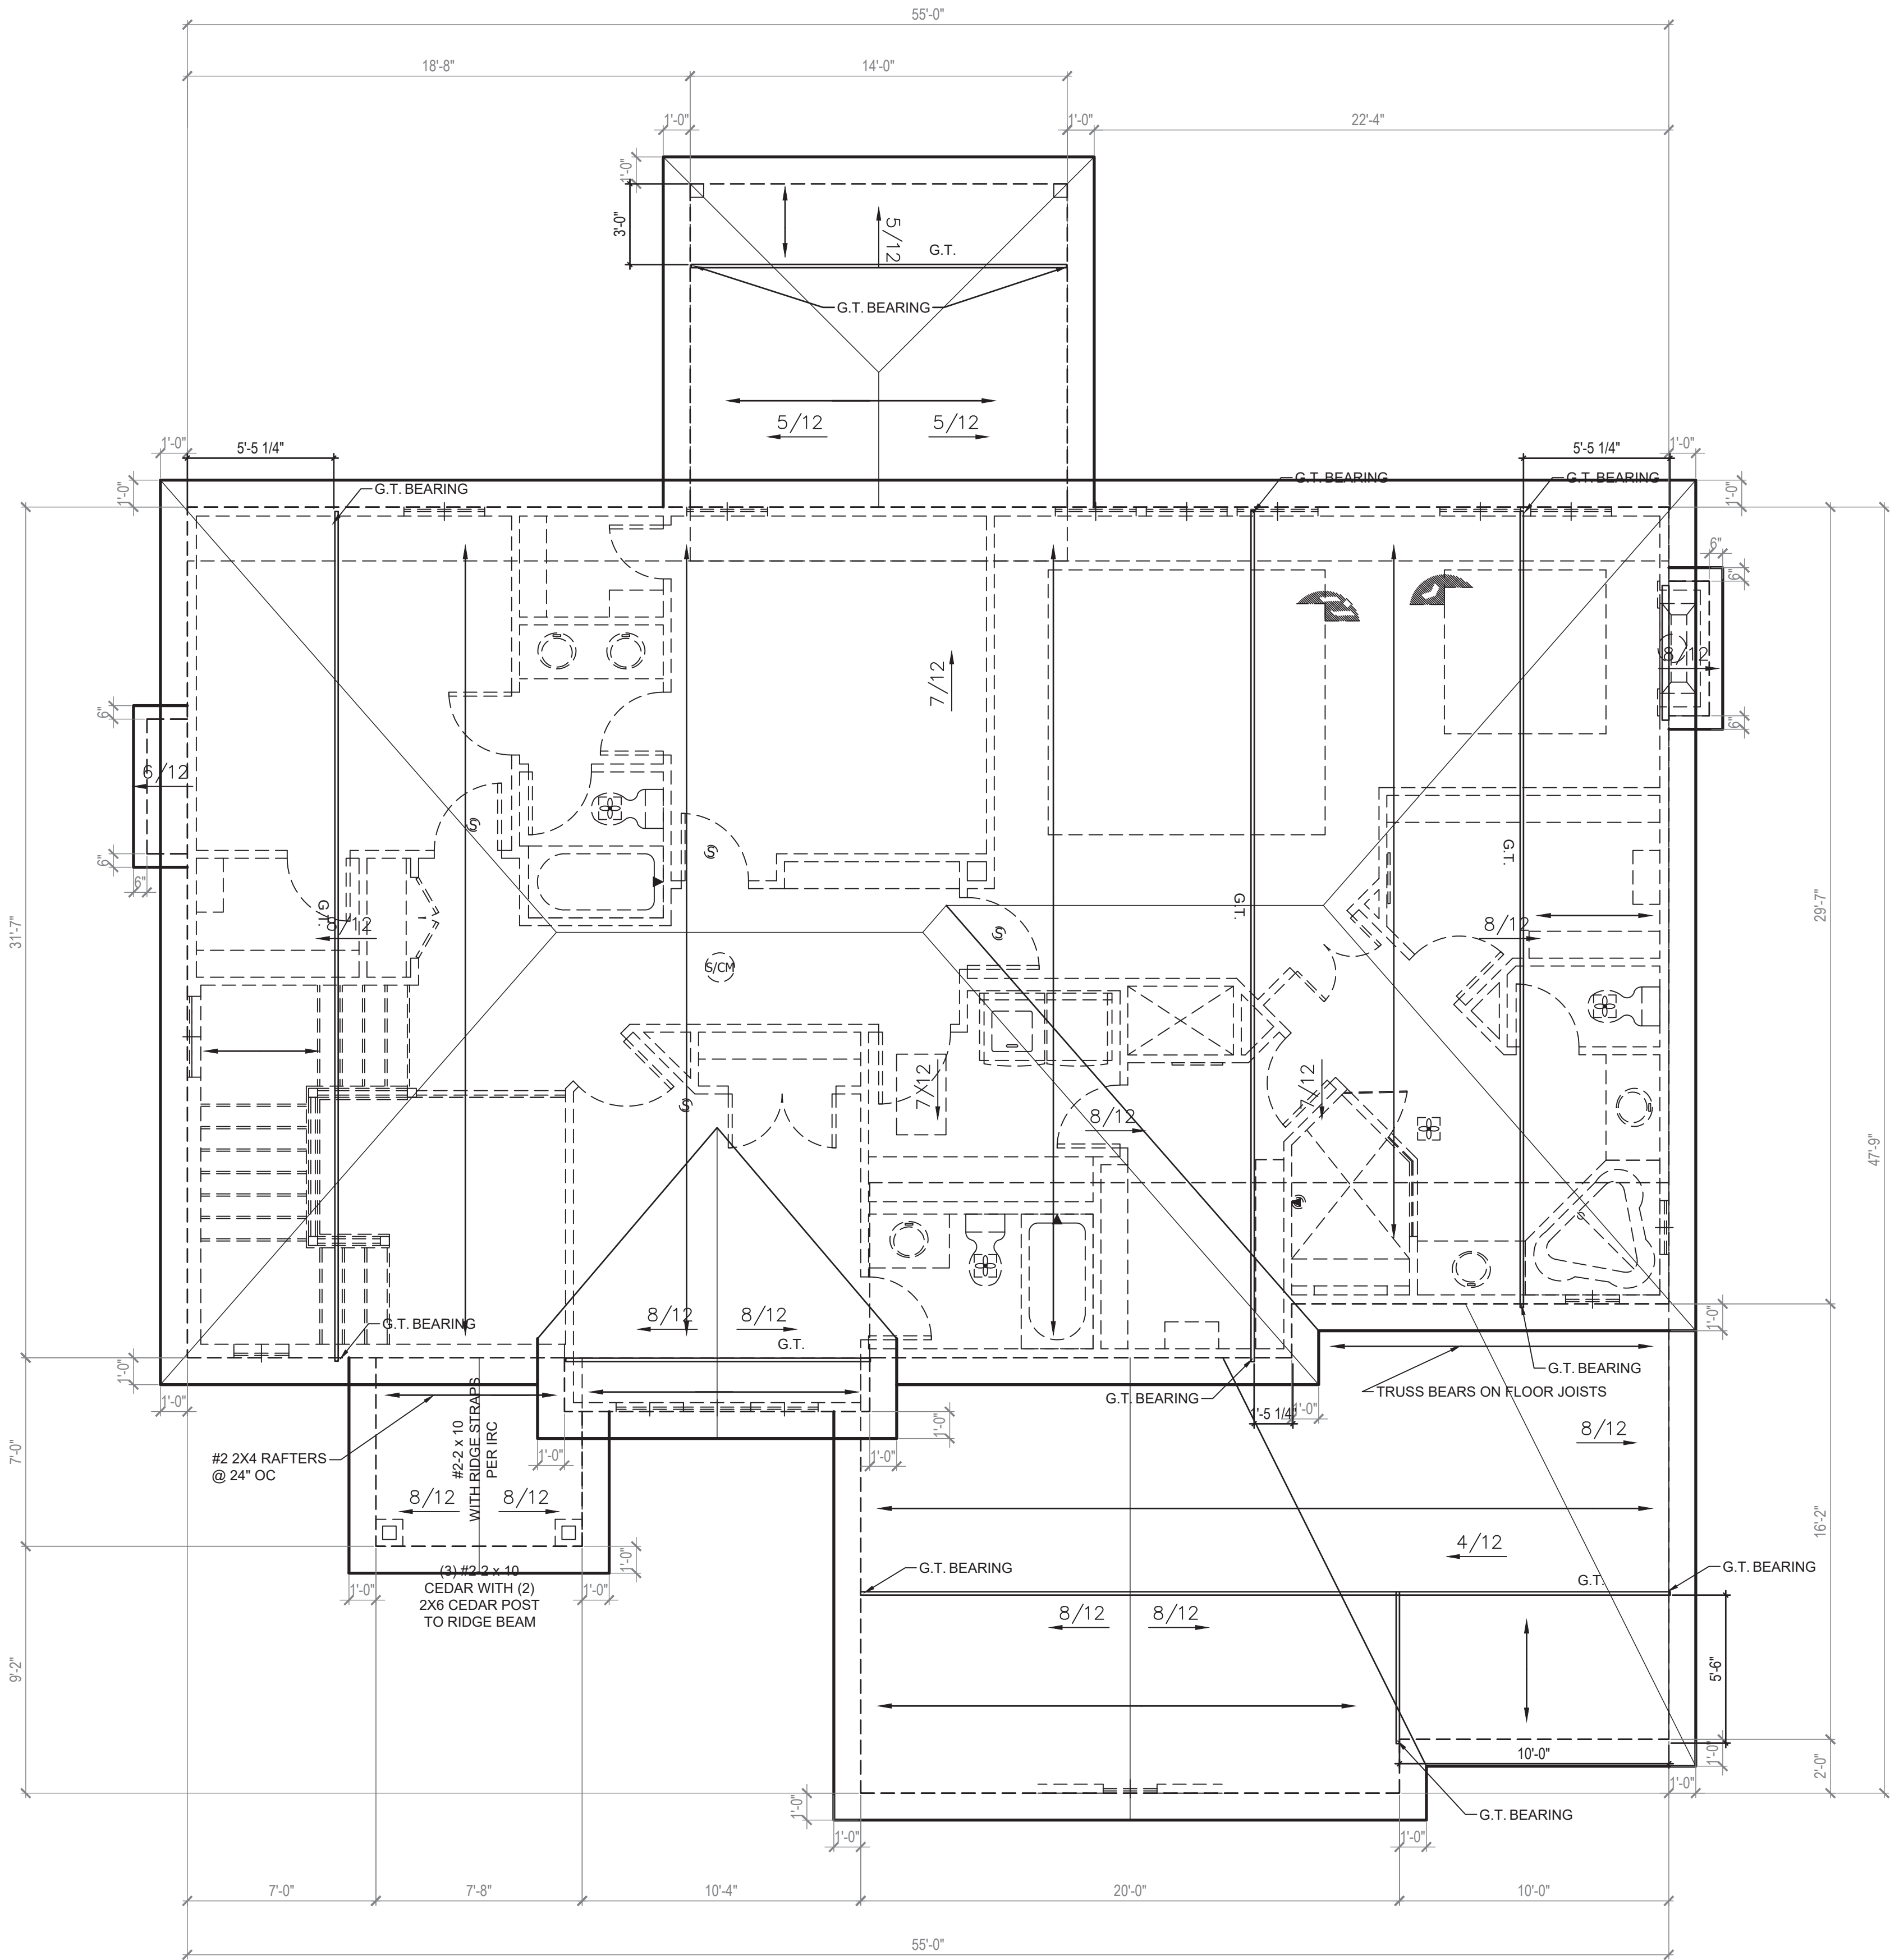 55'-0"
18'-8"
14'-0"
1'-0"
1'-0"
22'-4"
1'-0"
3'-0"
5/12
G.T.
G.T. BEARING
5/12
5/12
1'-0"
5'-5 1/4"
5'-5 1/4"
1'-0"
1'-0"
G.T. BEARING
G.T. BEARING
G.T. BEARING
1'-0"
6"
6"
8/12
6"
7/12
6"
6/12
6"
6"
S
S
G.T.
8/12
G.T.
G.T.
8/12
31'-7"
29'-7"
S
S/CM
7/12
7/12
S
8/12
47'-9"
8/12
8/12
G.T.
G.T. BEARING
1'-0"
1'-0"
1'-0"
G.T. BEARING
TRUSS BEARS ON FLOOR JOISTS
G.T. BEARING
1'-5 1/4"
1'-0"
1'-0"
8/12
#2 2X4 RAFTERS
@ 24" OC
#2-2 x 10
WITH RIDGE STRAPS
PER IRC
1'-0"
1'-0"
7'-0"
8/12
8/12
16'-2"
4/12
1'-0"
(3) #2-2 x 10
CEDAR WITH (2)
2X6 CEDAR POST
TO RIDGE BEAM
1'-0"
1'-0"
G.T. BEARING
G.T.
G.T. BEARING
8/12
8/12
9'-2"
5'-6"
10'-0"
1'-0"
2'-0"
1'-0"
1'-0"
G.T. BEARING
1'-0"
1'-0"
7'-0"
7'-8"
10'-4"
20'-0"
10'-0"
55'-0"